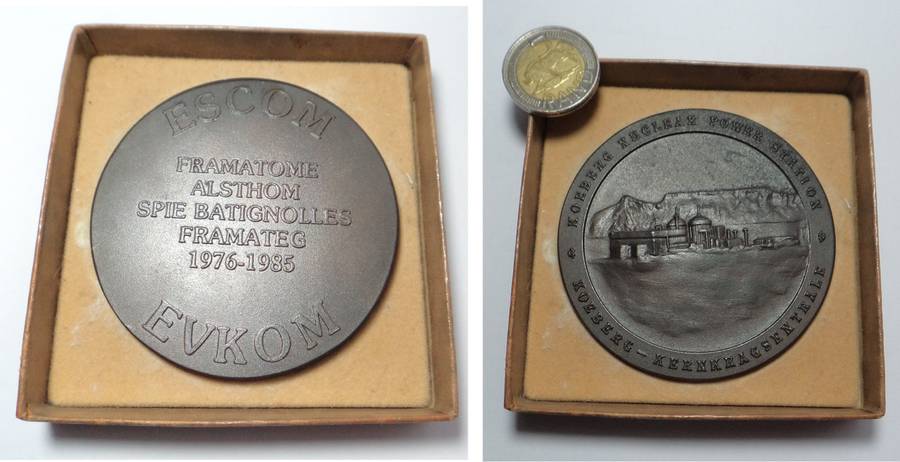 ESCOM
FRAMATOME
ALSTHOM
SPIE BATIGNOLLES
FRAMATEG
1976-1985
EVKOM
KOEBERG NUCLEAR POWER STATION
KOEBERG - KERNKRAGSENTRALE